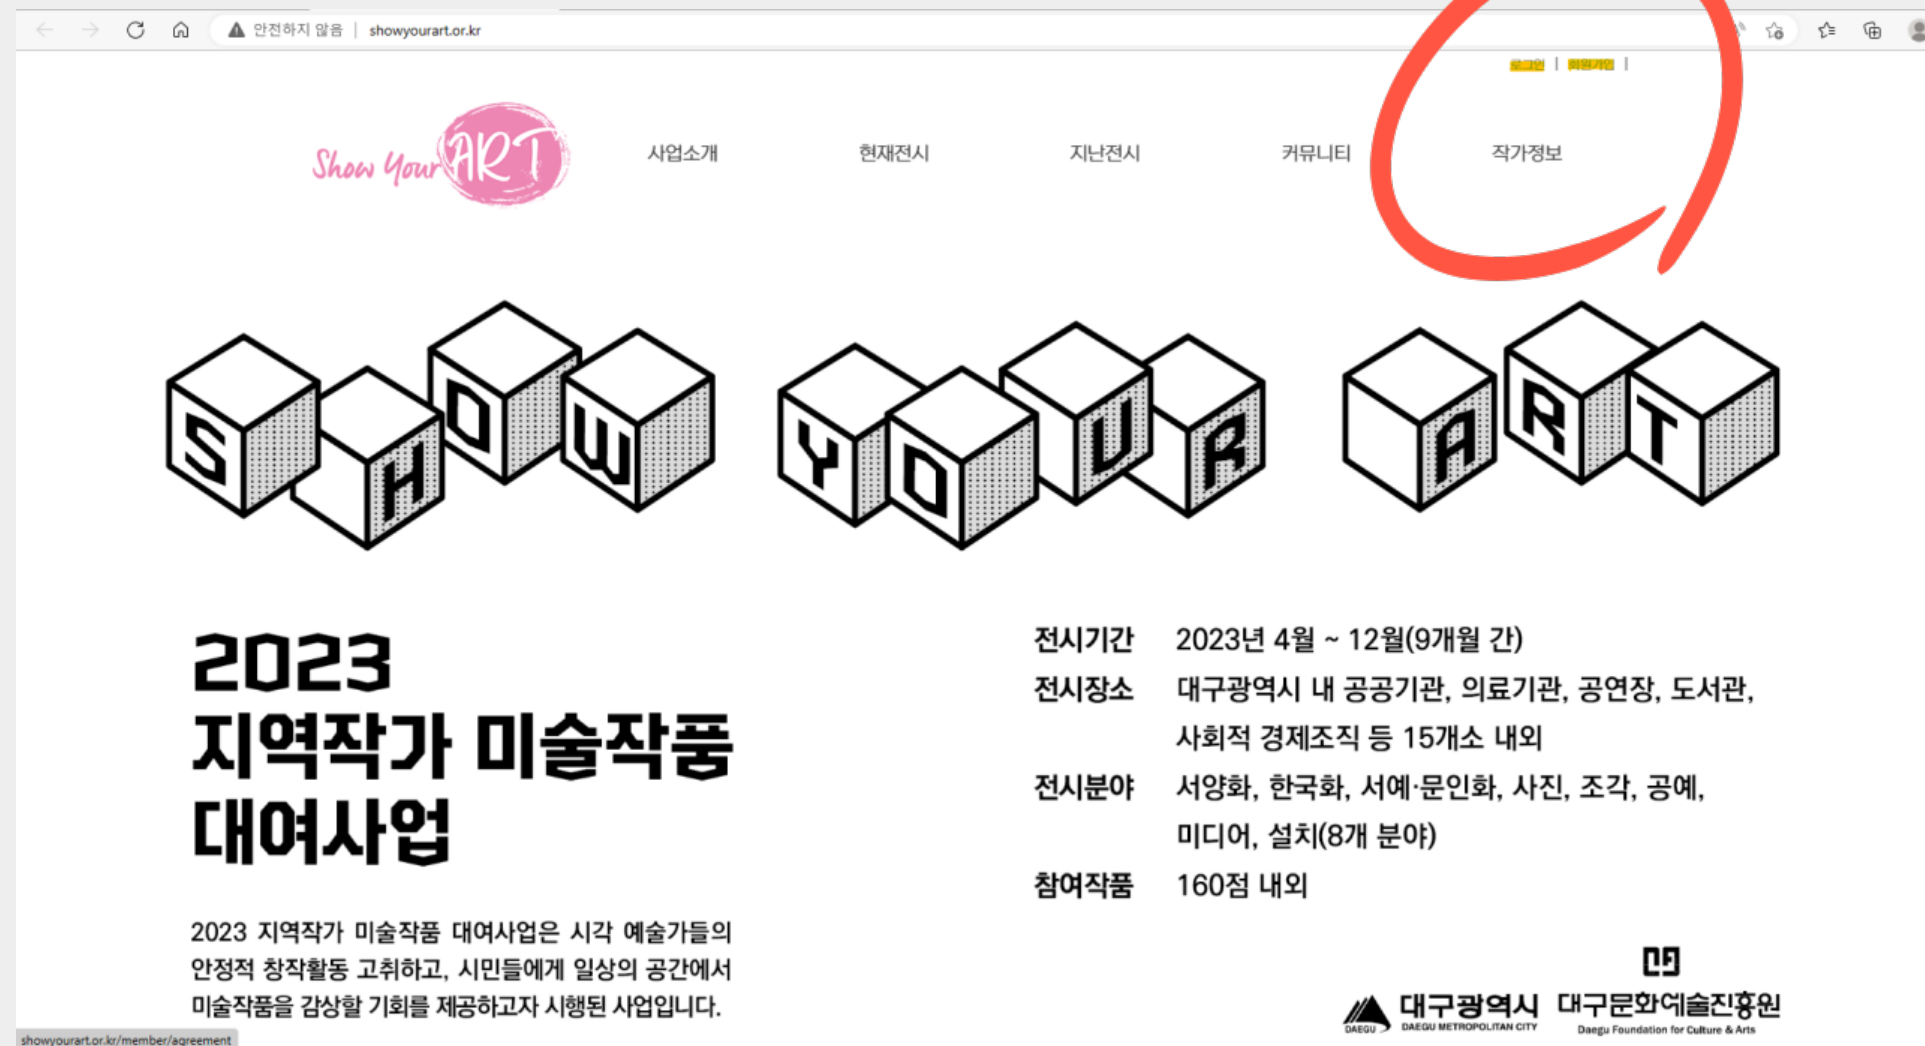 안전하지 않음 | showyourart.or.kr
로그인 | 회원가입 |
Show Your ART
사업소개
현재전시
지난전시
커뮤니티
작가정보
SHOW YOUR ART
2023
지역작가 미술작품
대여사업
2023 지역작가 미술작품 대여사업은 시각 예술가들의
안정적 창작활동 고취하고, 시민들에게 일상의 공간에서
미술작품을 감상할 기회를 제공하고자 시행된 사업입니다.
전시기간 2023년 4월 ~ 12월(9개월 간)
전시장소 대구광역시 내 공공기관, 의료기관, 공연장, 도서관,
사회적 경제조직 등 15개소 내외
전시분야 서양화, 한국화, 서예·문인화, 사진, 조각, 공예,
미디어, 설치(8개 분야)
참여작품 160점 내외
DAEGU
대구광역시
DAEGU METROPOLITAN CITY
대구문화예술진흥원
Daegu Foundation for Culture & Arts
showyourart.or.kr/member/agreement